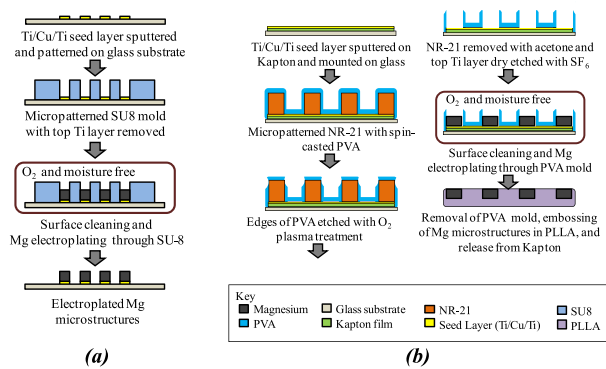 Ti/Cu/Ti seed layer sputtered
and patterned on glass substrate
Micropatterned SU8 mold
with top Ti layer removed
O2 and moisture free
Surface cleaning and
Mg electroplating through SU-8
Electroplated Mg
microstructures
(a)
Ti/Cu/Ti seed layer sputtered on
Kapton and mounted on glass
Micropatterned NR-21 with spin-
casted PVA
Edges of PVA etched with O2
plasma treatment
NR-21 removed with acetone and
top Ti layer dry etched with SF6
O2 and moisture free
Surface cleaning and Mg
electroplating through PVA mold
Removal of PVA mold, embossing
of Mg microstructures in PLLA, and
release from Kapton
Key
Magnesium
Glass substrate
NR-21
SU8
PVA
Kapton film
Seed Layer (Ti/Cu/Ti)
PLLA
(b)